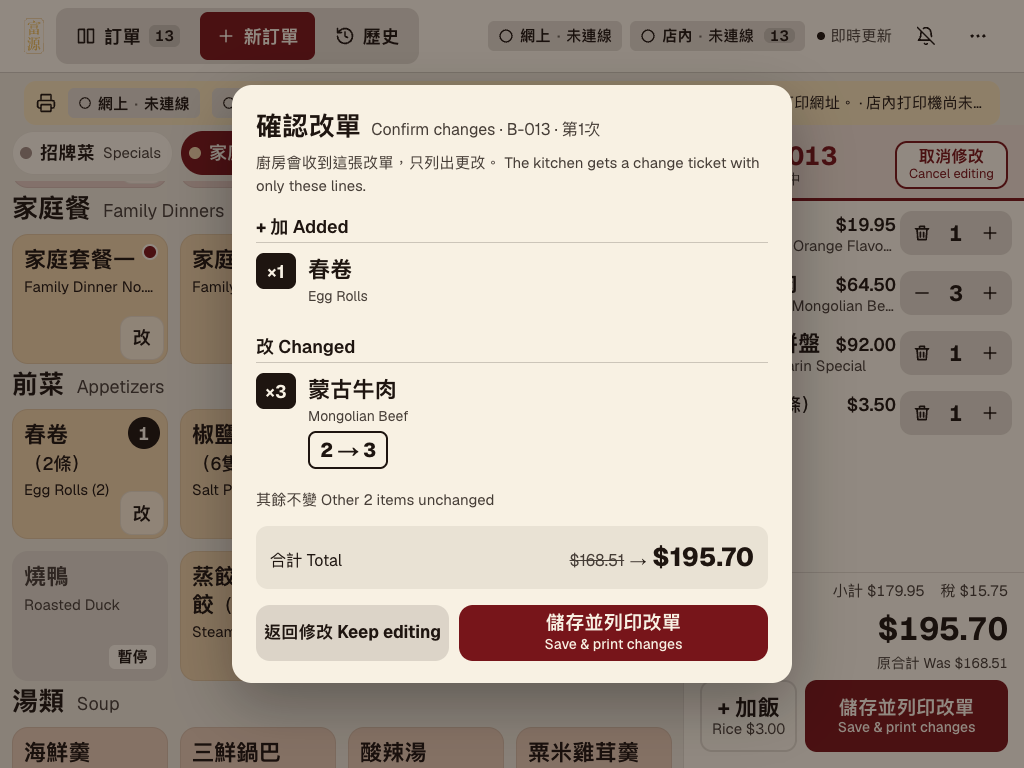 富源
訂單 13
+ 新訂單
歷史
網上 · 未連線
店內 · 未連線 13
即時更新
網上 · 未連線
印網址。 · 店內打印機尚未…
招牌菜 Specials
013
取消修改
Cancel editing
家庭餐 Family Dinners
家庭套餐一
Family Dinner No.…
改
前菜 Appetizers
春卷
（2條）
Egg Rolls (2)
1
改
燒鴨
Roasted Duck
暫停
湯類 Soup
海鮮羹
三鮮鍋巴
酸辣湯
粟米雞茸羹
確認改單 Confirm changes · B-013 · 第1次
廚房會收到這張改單，只列出更改。 The kitchen gets a change ticket with
only these lines.
+ 加 Added
×1 春卷
Egg Rolls
改 Changed
×3 蒙古牛肉
Mongolian Beef
2 → 3
其餘不變 Other 2 items unchanged
合計 Total $168.51 → $195.70
返回修改 Keep editing
儲存並列印改單
Save & print changes
$19.95
Orange Flavo…
1 +
$64.50
Mongolian Be…
− 3 +
拼盤 $92.00
arin Special
1 +
條） $3.50
1 +
小計 $179.95 稅 $15.75
$195.70
原合計 Was $168.51
+ 加飯
Rice $3.00
儲存並列印改單
Save & print changes